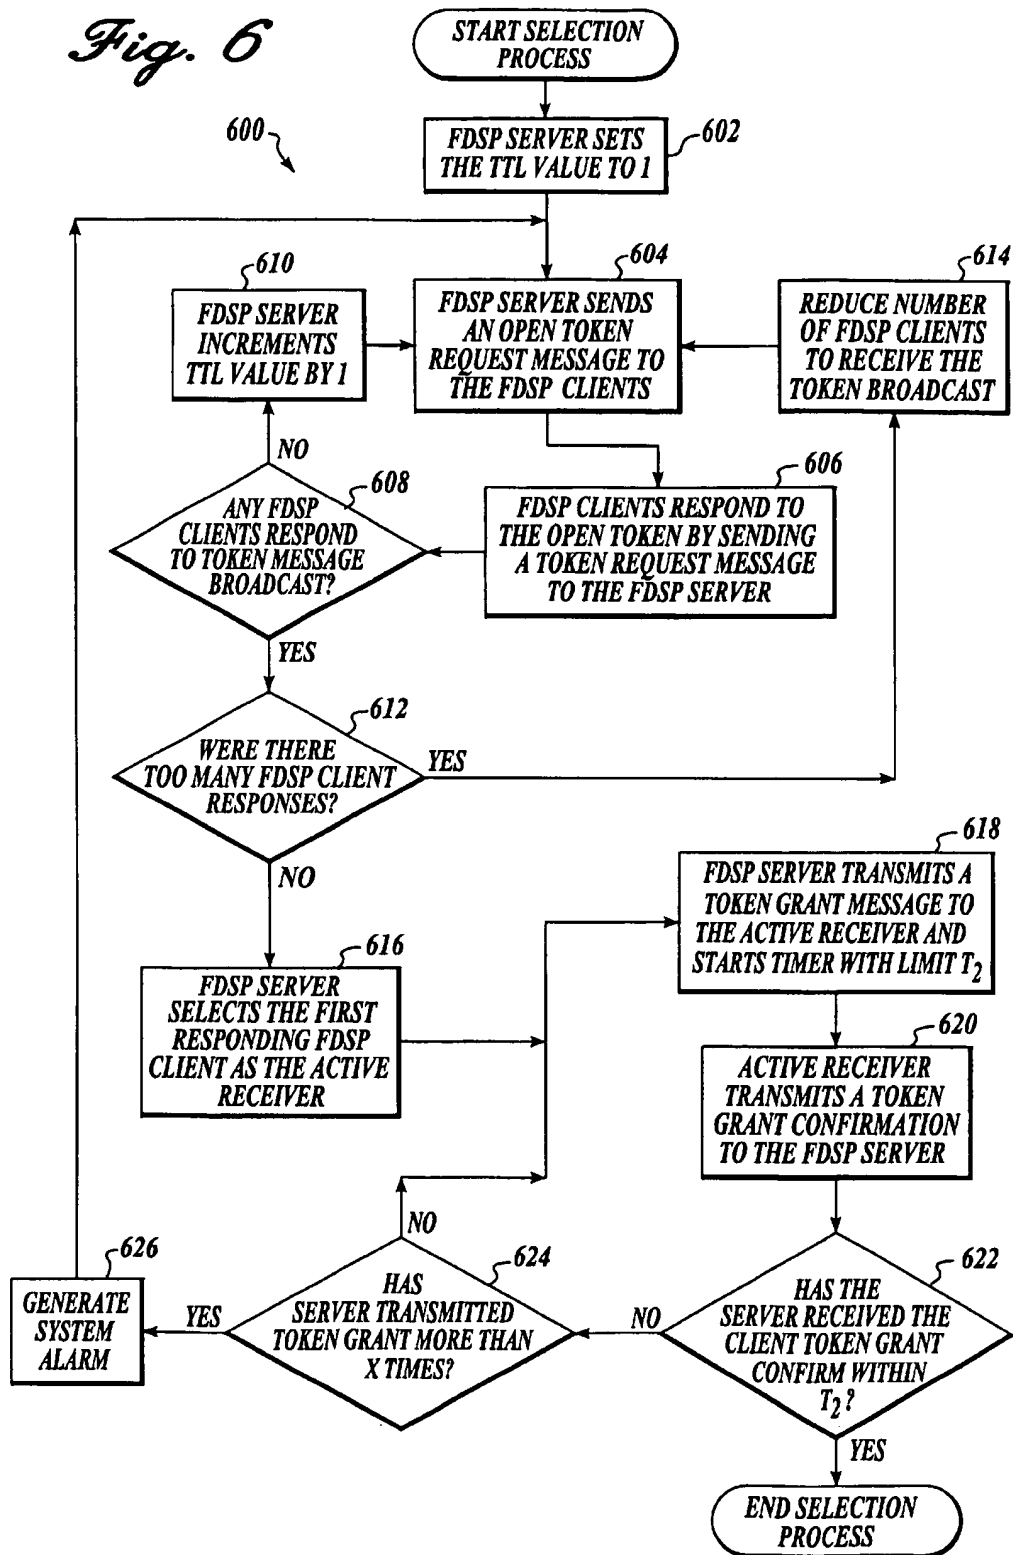 Fig. 6
START SELECTION
PROCESS
600
602
FDSP SERVER SETS
THE TTL VALUE TO 1
610
FDSP SERVER
INCREMENTS
TTL VALUE BY 1
604
FDSP SERVER SENDS
AN OPEN TOKEN
REQUEST MESSAGE TO
THE FDSP CLIENTS
614
REDUCE NUMBER
OF FDSP CLIENTS
TO RECEIVE THE
TOKEN BROADCAST
NO
608
ANY FDSP
CLIENTS RESPOND
TO TOKEN MESSAGE
BROADCAST?
606
FDSP CLIENTS RESPOND TO
THE OPEN TOKEN BY SENDING
A TOKEN REQUEST MESSAGE
TO THE FDSP SERVER
YES
612
WERE THERE
TOO MANY FDSP CLIENT
RESPONSES?
YES
NO
616
FDSP SERVER
SELECTS THE FIRST
RESPONDING FDSP
CLIENT AS THE ACTIVE
RECEIVER
618
FDSP SERVER TRANSMITS A
TOKEN GRANT MESSAGE TO
THE ACTIVE RECEIVER AND
STARTS TIMER WITH LIMIT T2
620
ACTIVE RECEIVER
TRANSMITS A TOKEN
GRANT CONFIRMATION
TO THE FDSP SERVER
622
HAS THE
SERVER RECEIVED THE
CLIENT TOKEN GRANT
CONFIRM WITHIN
T2?
NO
YES
624
HAS
SERVER TRANSMITTED
TOKEN GRANT MORE THAN
X TIMES?
NO
YES
626
GENERATE
SYSTEM
ALARM
END SELECTION
PROCESS